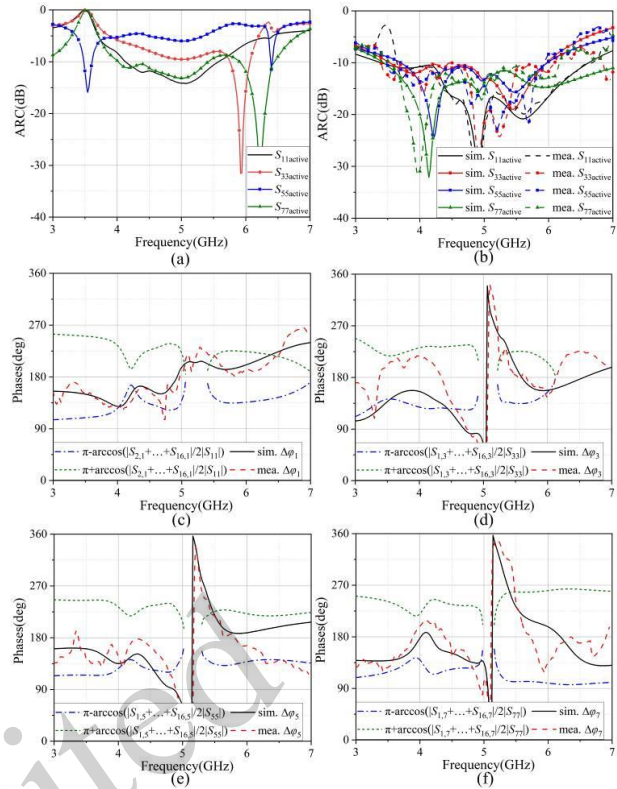 0
-10
-20
-30
-40
ARC(dB)
S11active
S33active
S55active
S77active
3 4 5 6 7
Frequency(GHz)
(a)
0
-10
-20
-30
-40
ARC(dB)
sim. S11active mea. S11active
sim. S33active mea. S33active
sim. S55active mea. S55active
sim. S77active mea. S77active
3 4 5 6 7
Frequency(GHz)
(b)
360
270
180
90
0
Phases(deg)
π-arccos(|S2,1+…+S16,1|/2|S11|) sim. Δφ1
π+arccos(|S2,1+…+S16,1|/2|S11|) mea. Δφ1
3 4 5 6 7
Frequency(GHz)
(c)
360
270
180
90
0
Phases(deg)
π-arccos(|S1,3+…+S16,3|/2|S33|) sim. Δφ3
π+arccos(|S1,3+…+S16,3|/2|S33|) mea. Δφ3
3 4 5 6 7
Frequency(GHz)
(d)
360
270
180
90
0
Phases(deg)
π-arccos(|S1,5+…+S16,5|/2|S55|) sim. Δφ5
π+arccos(|S1,5+…+S16,5|/2|S55|) mea. Δφ5
3 4 5 6 7
Frequency(GHz)
(e)
360
270
180
90
0
Phases(deg)
π-arccos(|S1,7+…+S16,7|/2|S77|) sim. Δφ7
π+arccos(|S1,7+…+S16,7|/2|S77|) mea. Δφ7
3 4 5 6 7
Frequency(GHz)
(f)
ited